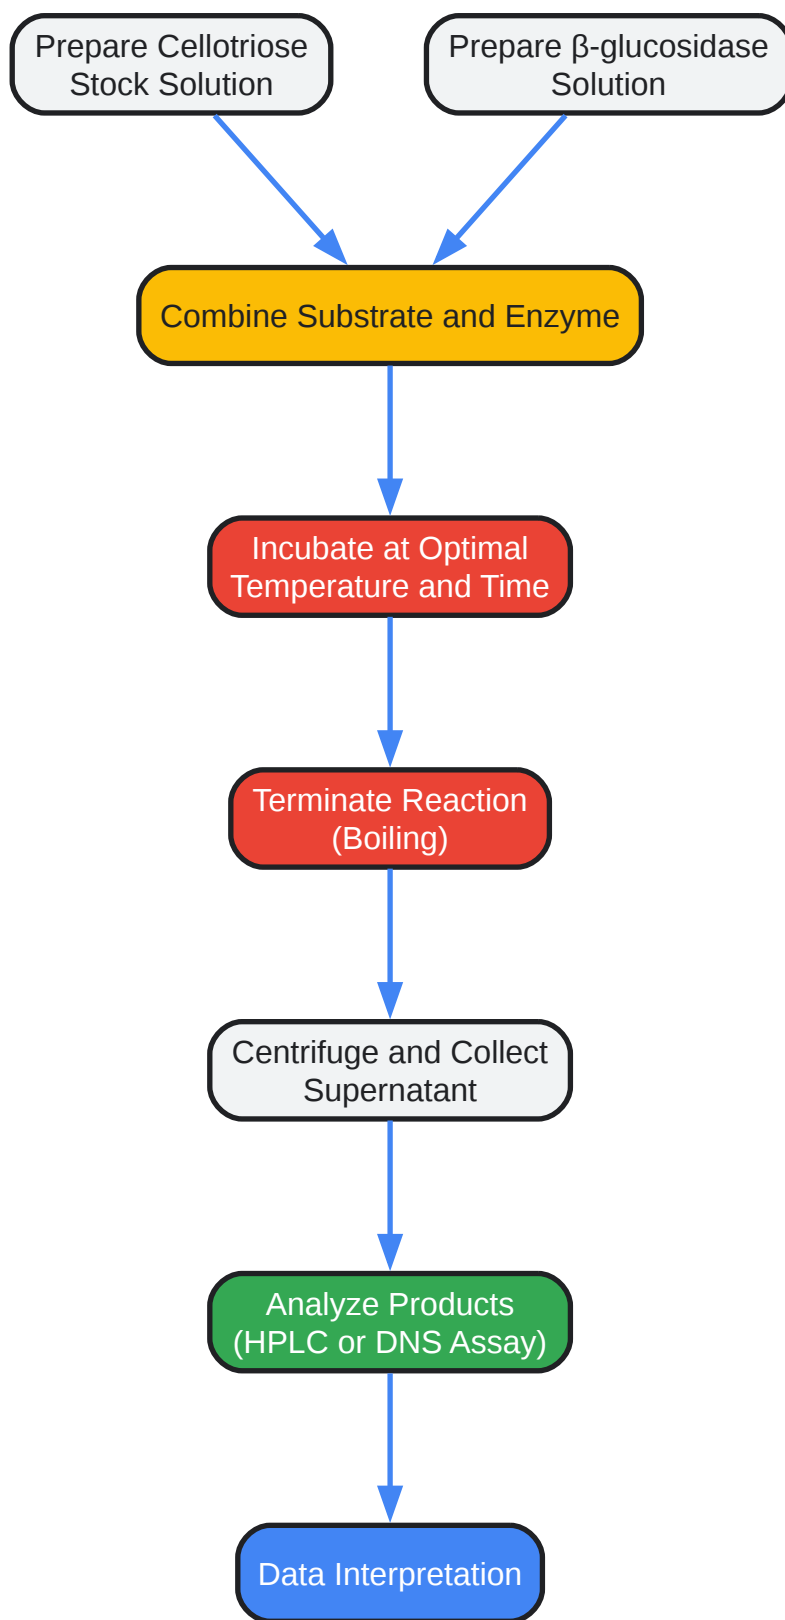 Prepare Cellotriose
Stock Solution
Prepare β-glucosidase
Solution
Combine Substrate and Enzyme
Incubate at Optimal
Temperature and Time
Terminate Reaction
(Boiling)
Centrifuge and Collect
Supernatant
Analyze Products
(HPLC or DNS Assay)
Data Interpretation